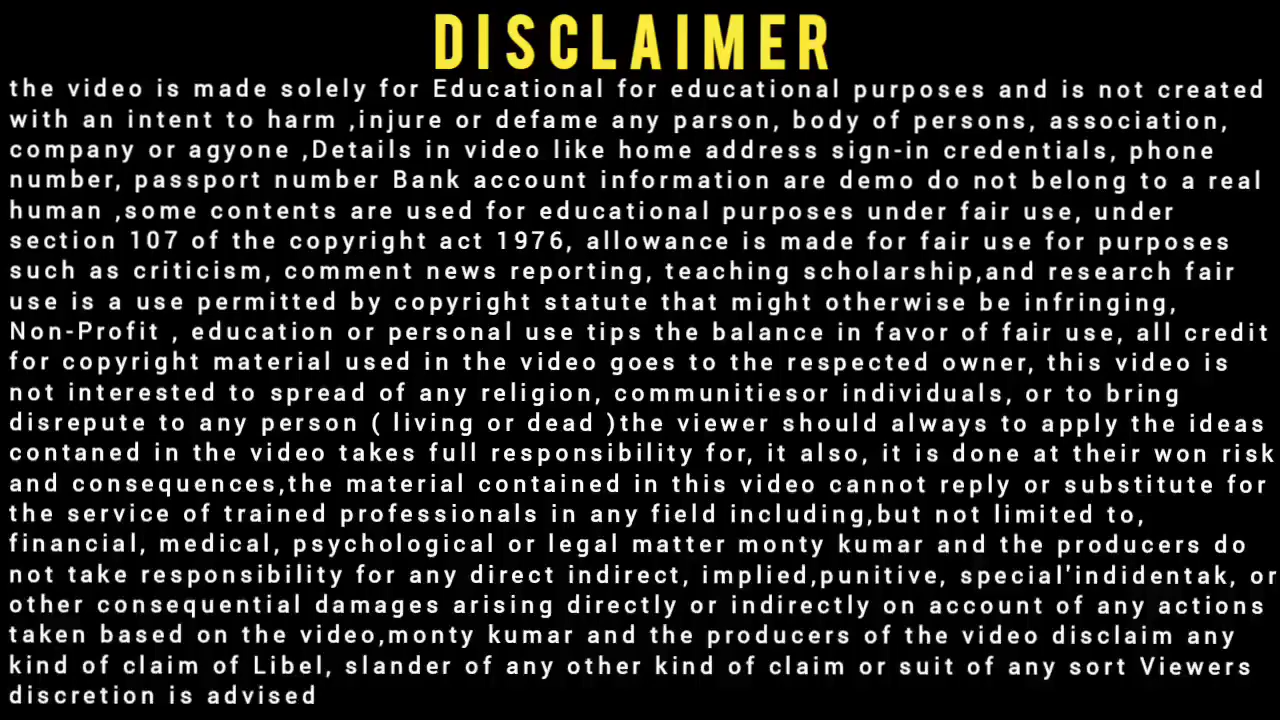 DISCLAIMER
the video is made solely for Educational for educational purposes and is not created
with an intent to harm ,injure or defame any parson, body of persons, association,
company or agyone ,Details in video like home address sign-in credentials, phone
number, passport number Bank account information are demo do not belong to a real
human ,some contents are used for educational purposes under fair use, under
section 107 of the copyright act 1976, allowance is made for fair use for purposes
such as criticism, comment news reporting, teaching scholarship,and research fair
use is a use permitted by copyright statute that might otherwise be infringing,
Non-Profit , education or personal use tips the balance in favor of fair use, all credit
for copyright material used in the video goes to the respected owner, this video is
not interested to spread of any religion, communitiesor individuals, or to bring
disrepute to any person ( living or dead )the viewer should always to apply the ideas
contaned in the video takes full responsibility for, it also, it is done at their won risk
and consequences,the material contained in this video cannot reply or substitute for
the service of trained professionals in any field including,but not limited to,
financial, medical, psychological or legal matter monty kumar and the producers do
not take responsibility for any direct indirect, implied,punitive, special'indidentak, or
other consequential damages arising directly or indirectly on account of any actions
taken based on the video,monty kumar and the producers of the video disclaim any
kind of claim of Libel, slander of any other kind of claim or suit of any sort Viewers
discretion is advised